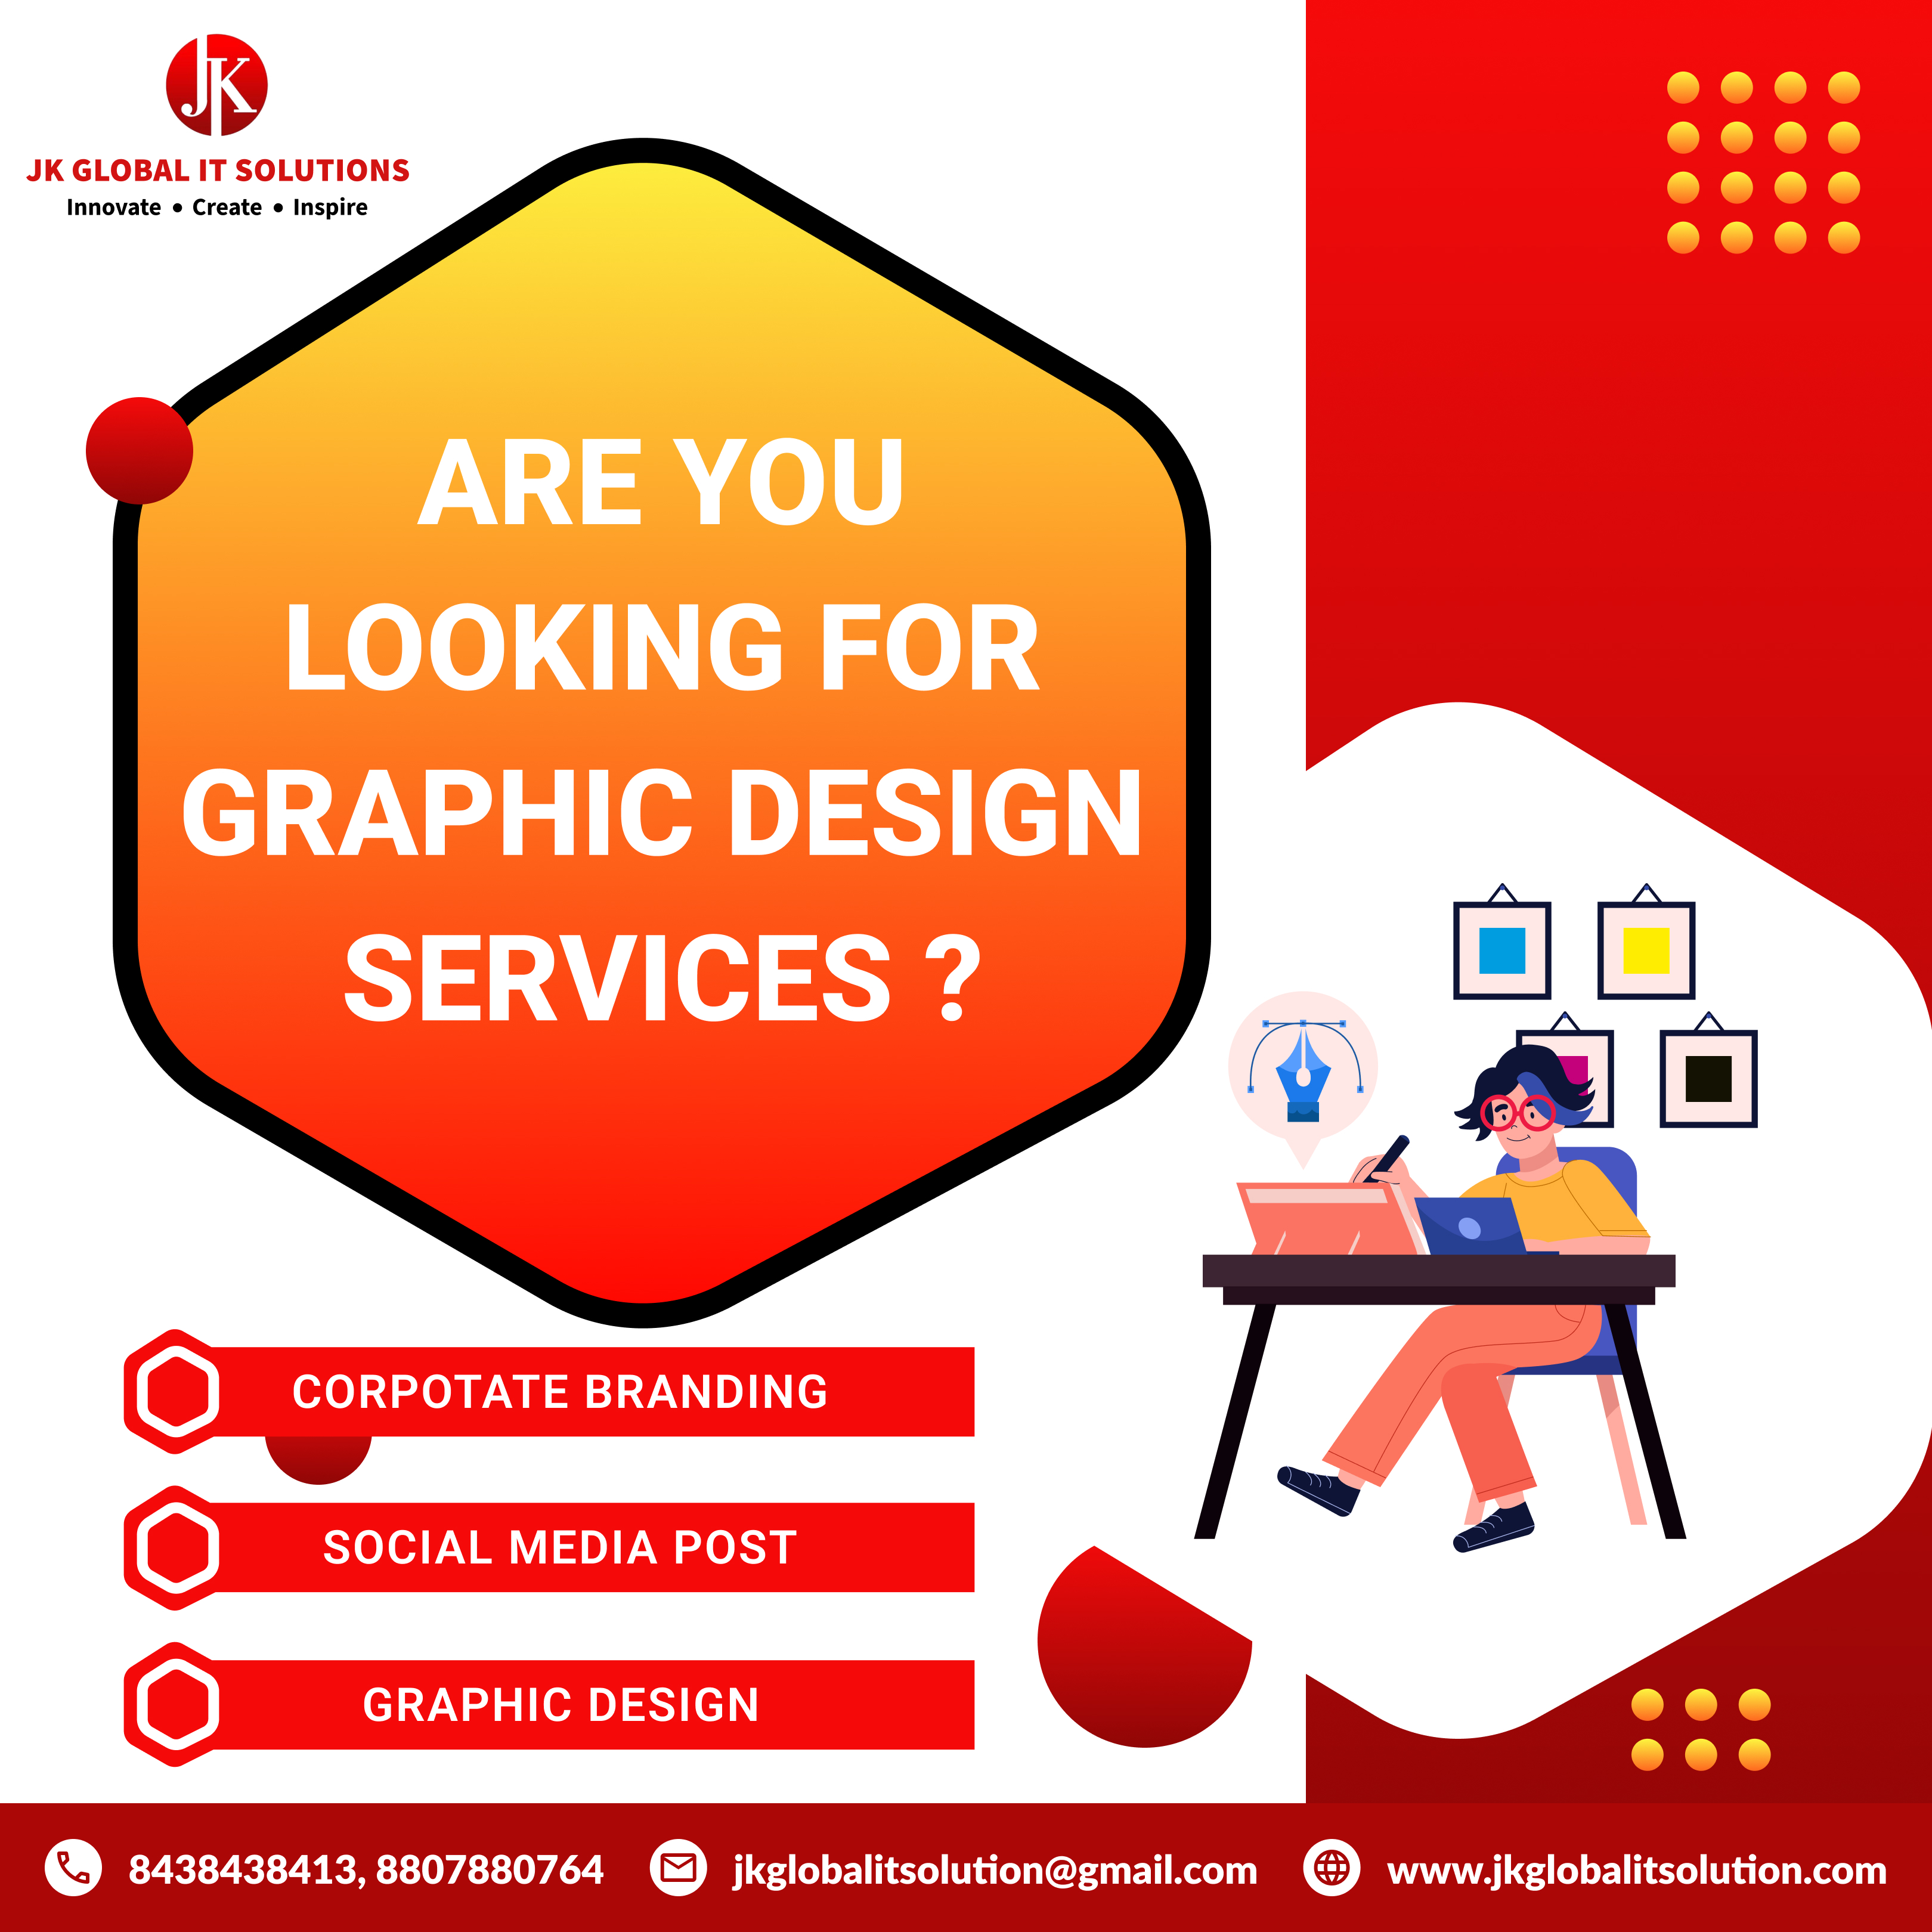 JK
JK GLOBAL IT SOLUTIONS
Innovate • Create • Inspire
ARE YOU
LOOKING FOR
GRAPHIC DESIGN
SERVICES ?
CORPOTATE BRANDING
SOCIAL MEDIA POST
GRAPHIC DESIGN
8438438413, 8807880764
jkglobalitsolution@gmail.com
www.jkglobalitsolution.com